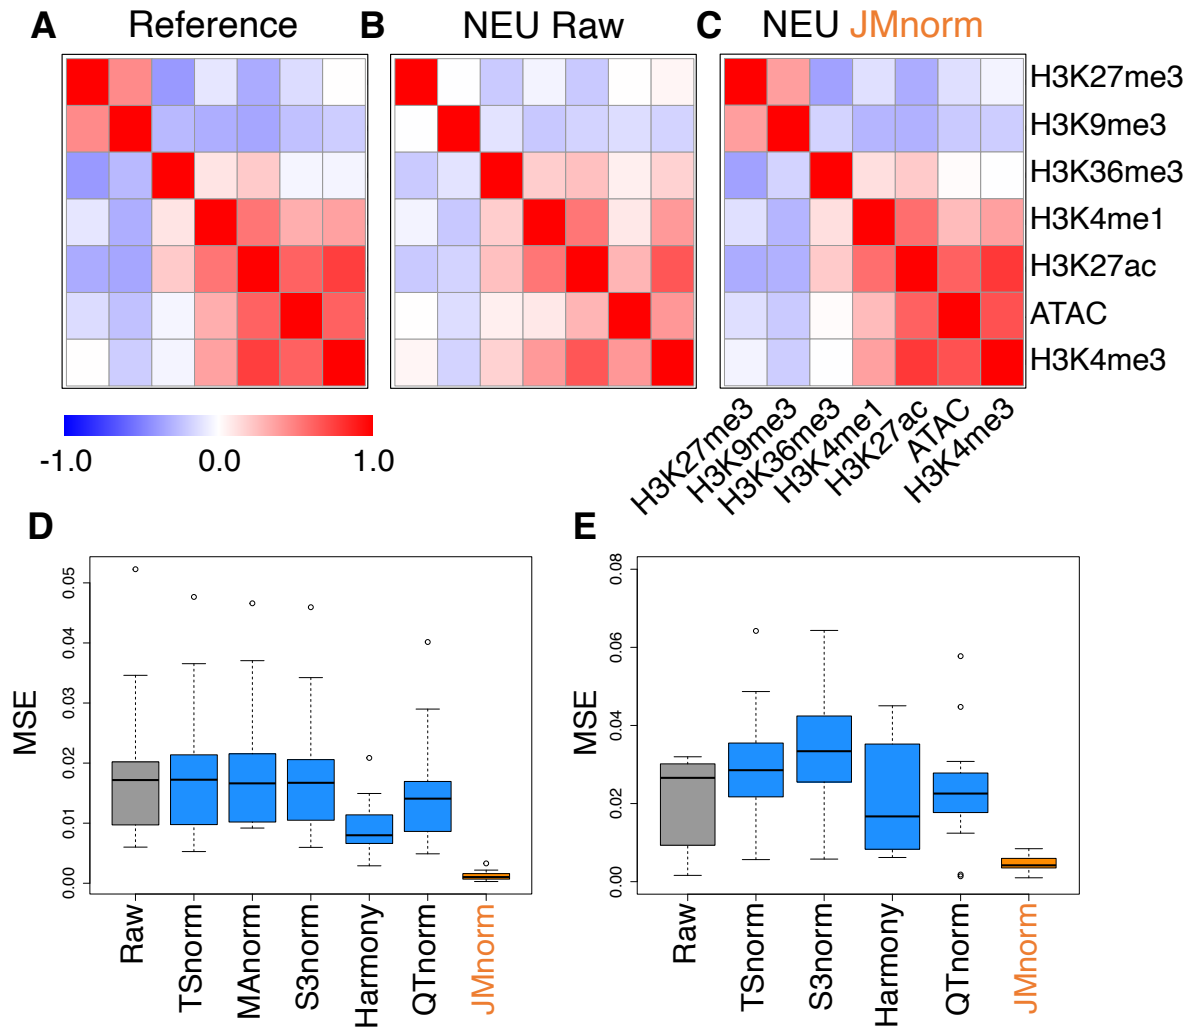 A Reference B NEU Raw C NEU JMnorm
H3K27me3
H3K9me3
H3K36me3
H3K4me1
H3K27ac
ATAC
H3K4me3
-1.0 0.0 1.0
H3K27me3 H3K9me3 H3K36me3 H3K4me1 H3K27ac ATAC H3K4me3
D
MSE
0.05
0.04
0.03
0.02
0.01
0.00
Raw TSnorm MAnorm S3norm Harmony QTnorm JMnorm
E
MSE
0.08
0.06
0.04
0.02
0.00
Raw TSnorm S3norm Harmony QTnorm JMnorm